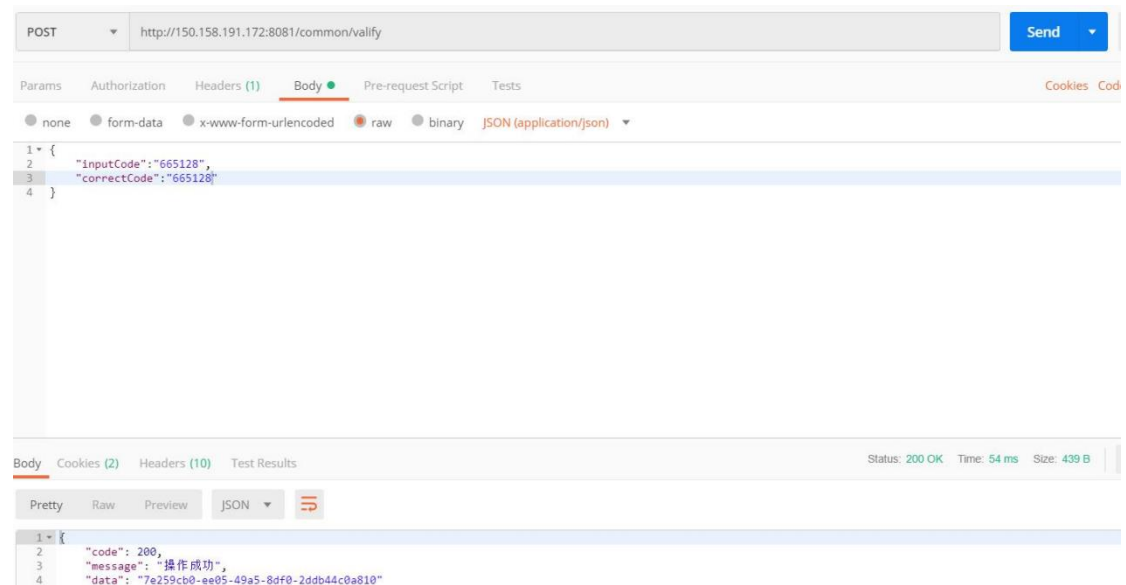 POST http://150.158.191.172:8081/common/valify Send
Params Authorization Headers (1) Body Pre-request Script Tests Cookies Code
none form-data x-www-form-urlencoded raw binary JSON (application/json)
1 {
2 "inputCode":"665128",
3 "correctCode":"665128"
4 }
Body Cookies (2) Headers (10) Test Results Status: 200 OK Time: 54 ms Size: 439 B
Pretty Raw Preview JSON
1 {
2 "code": 200,
3 "message": "操作成功",
4 "data": "7e259cb0-ee05-49a5-8df0-2ddb44c0a810"